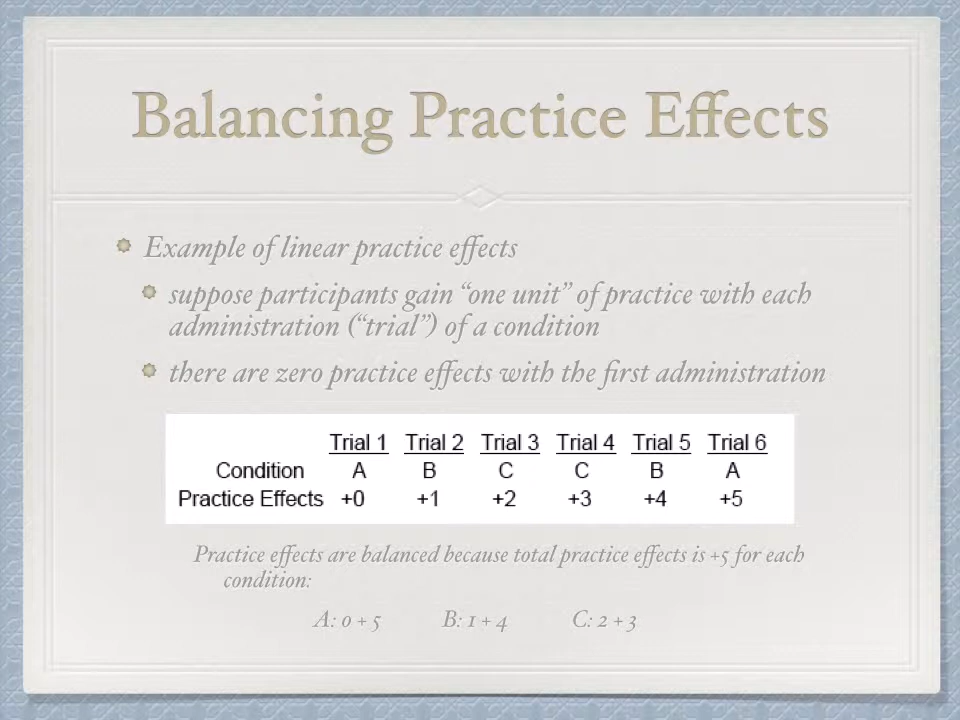 Balancing Practice Effects
Example of linear practice effects
suppose participants gain “one unit” of practice with each
administration (“trial”) of a condition
there are zero practice effects with the first administration
Trial 1 Trial 2 Trial 3 Trial 4 Trial 5 Trial 6
Condition A B C C B A
Practice Effects +0 +1 +2 +3 +4 +5
Practice effects are balanced because total practice effects is +5 for each
condition:
A: 0 + 5 B: 1 + 4 C: 2 + 3